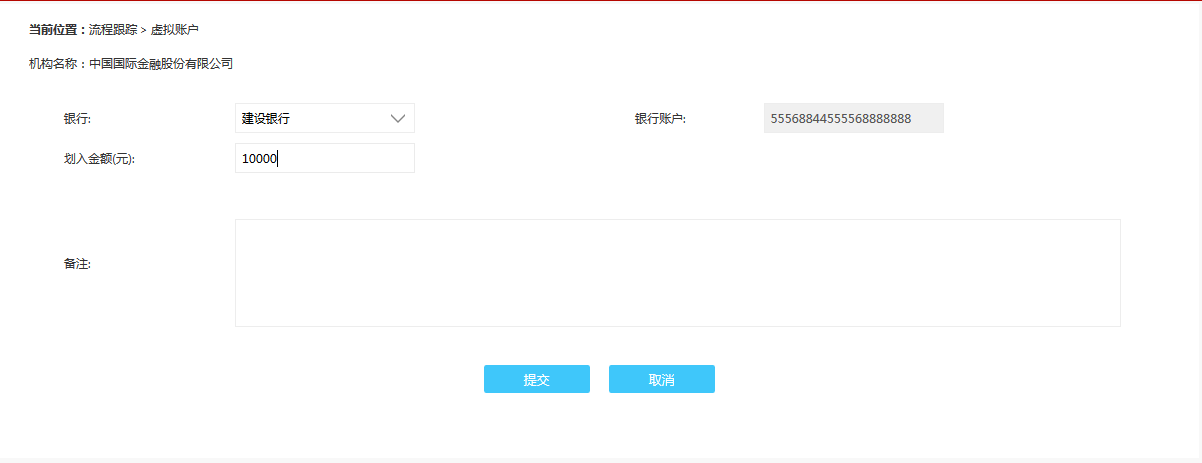 当前位置：流程跟踪 > 虚拟账户
机构名称：中国国际金融股份有限公司
银行: 建设银行 银行账户: 55568844555568888888
划入金额(元): 10000
备注:
提交 取消